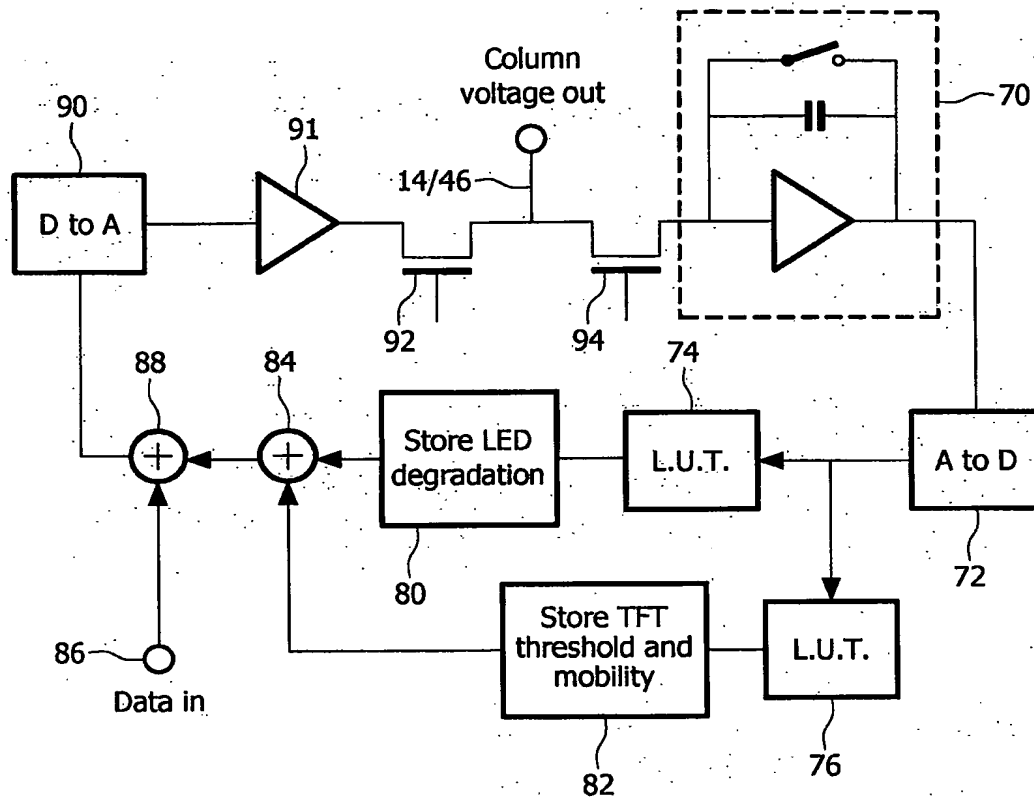 Column
voltage out
70
90
91
14/46
D to A
92
94
88
84
74
Store LED
degradation
L.U.T.
A to D
80
72
Store TFT
threshold and
mobility
L.U.T.
86
Data in
82
76